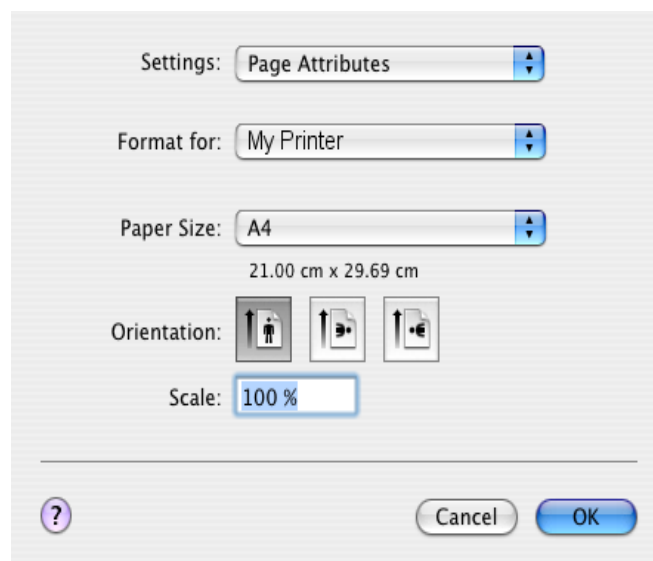 Settings: Page Attributes
Format for: My Printer
Paper Size: A4
21.00 cm x 29.69 cm
Orientation:
Scale: 100 %
? Cancel OK